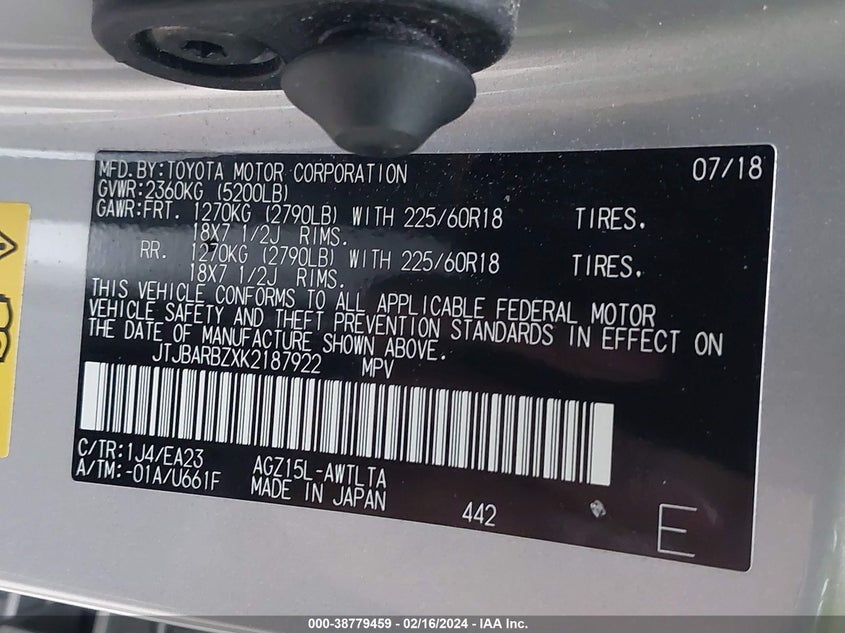 MFD.BY:TOYOTA MOTOR CORPORATION 07/18
GVWR:2360KG (5200LB)
GAWR:FRT. 1270KG (2790LB) WITH 225/60R18 TIRES.
18X7 1/2J RIMS.
RR. 1270KG (2790LB) WITH 225/60R18 TIRES.
18X7 1/2J RIMS.
THIS VEHICLE CONFORMS TO ALL APPLICABLE FEDERAL MOTOR
VEHICLE SAFETY AND THEFT PREVENTION STANDARDS IN EFFECT ON
THE DATE OF MANUFACTURE SHOWN ABOVE.
JTJBARBZXK2187922 MPV
C/TR:1J4/EA23 AGZ15L-AWTLTA
A/TM:-01A/U661F MADE IN JAPAN
442 E
000-38779459 - 02/16/2024 - IAA Inc.